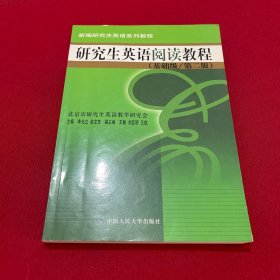 新编研究生英语系列教程
研究生英语阅读教程
(基础级/第二版)
北京市研究生英语教学研究会
主编
中国人民大学出版社